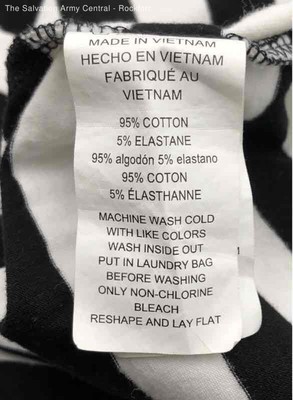 The Salvation Army Central -
MADE IN VIETNAM
HECHO EN VIETNAM
FABRIQUÉ AU
VIETNAM
95% COTTON
5% ELASTANE
95% algodón 5% elastano
95% COTON
5% ÉLASTHANNE
MACHINE WASH COLD
WITH LIKE COLORS
WASH INSIDE OUT
PUT IN LAUNDRY BAG
BEFORE WASHING
ONLY NON-CHLORINE
BLEACH
RESHAPE AND LAY FLAT